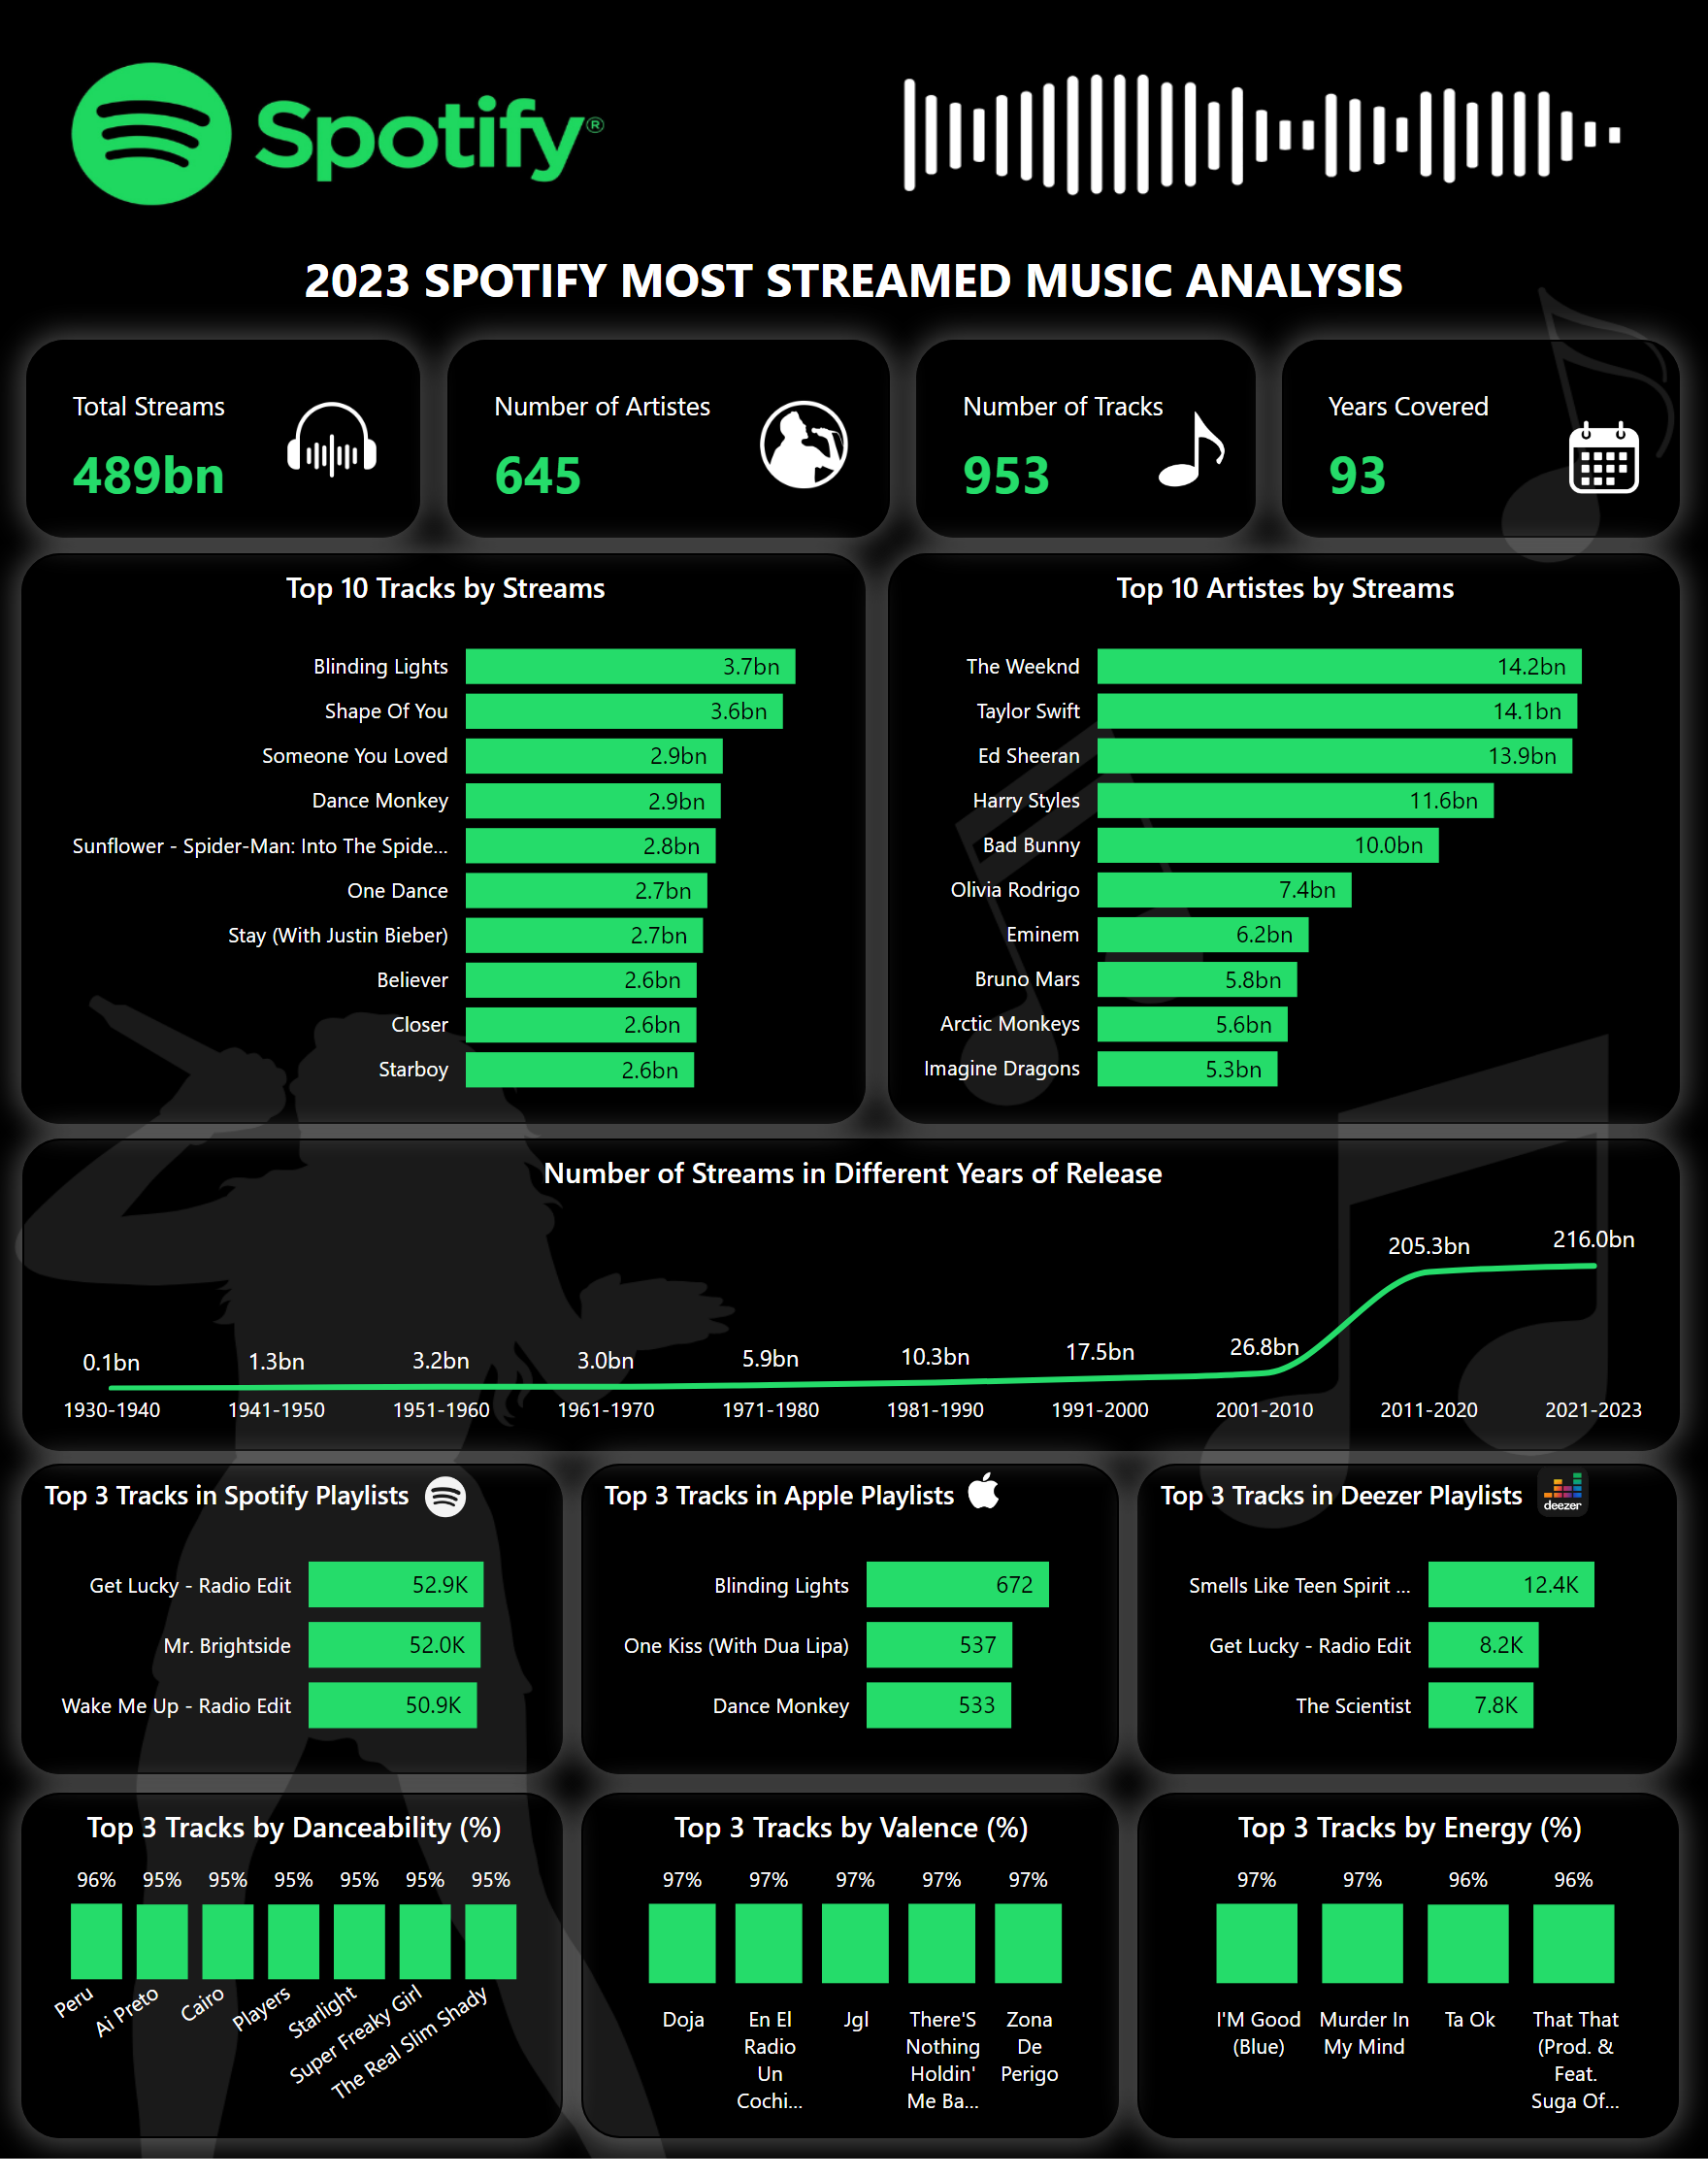 Spotify®
2023 SPOTIFY MOST STREAMED MUSIC ANALYSIS
Total Streams
489bn
Number of Artistes
645
Number of Tracks
953
Years Covered
93
Top 10 Tracks by Streams
Blinding Lights 3.7bn
Shape Of You 3.6bn
Someone You Loved 2.9bn
Dance Monkey 2.9bn
Sunflower - Spider-Man: Into The Spide... 2.8bn
One Dance 2.7bn
Stay (With Justin Bieber) 2.7bn
Believer 2.6bn
Closer 2.6bn
Starboy 2.6bn
Top 10 Artistes by Streams
The Weeknd 14.2bn
Taylor Swift 14.1bn
Ed Sheeran 13.9bn
Harry Styles 11.6bn
Bad Bunny 10.0bn
Olivia Rodrigo 7.4bn
Eminem 6.2bn
Bruno Mars 5.8bn
Arctic Monkeys 5.6bn
Imagine Dragons 5.3bn
Number of Streams in Different Years of Release
0.1bn 1.3bn 3.2bn 3.0bn 5.9bn 10.3bn 17.5bn 26.8bn 205.3bn 216.0bn
1930-1940 1941-1950 1951-1960 1961-1970 1971-1980 1981-1990 1991-2000 2001-2010 2011-2020 2021-2023
Top 3 Tracks in Spotify Playlists
Get Lucky - Radio Edit 52.9K
Mr. Brightside 52.0K
Wake Me Up - Radio Edit 50.9K
Top 3 Tracks in Apple Playlists
Blinding Lights 672
One Kiss (With Dua Lipa) 537
Dance Monkey 533
Top 3 Tracks in Deezer Playlists
deezer
Smells Like Teen Spirit ... 12.4K
Get Lucky - Radio Edit 8.2K
The Scientist 7.8K
Top 3 Tracks by Danceability (%)
96% 95% 95% 95% 95% 95% 95%
Peru
Ai Preto
Cairo
Players
Starlight
Super Freaky Girl
The Real Slim Shady
Top 3 Tracks by Valence (%)
97% 97% 97% 97% 97%
Doja
En El
Radio
Un
Cochi...
Jgl
There'S
Nothing
Holdin'
Me Ba...
Zona
De
Perigo
Top 3 Tracks by Energy (%)
97% 97% 96% 96%
I'M Good
(Blue)
Murder In
My Mind
Ta Ok
That That
(Prod. &
Feat.
Suga Of...